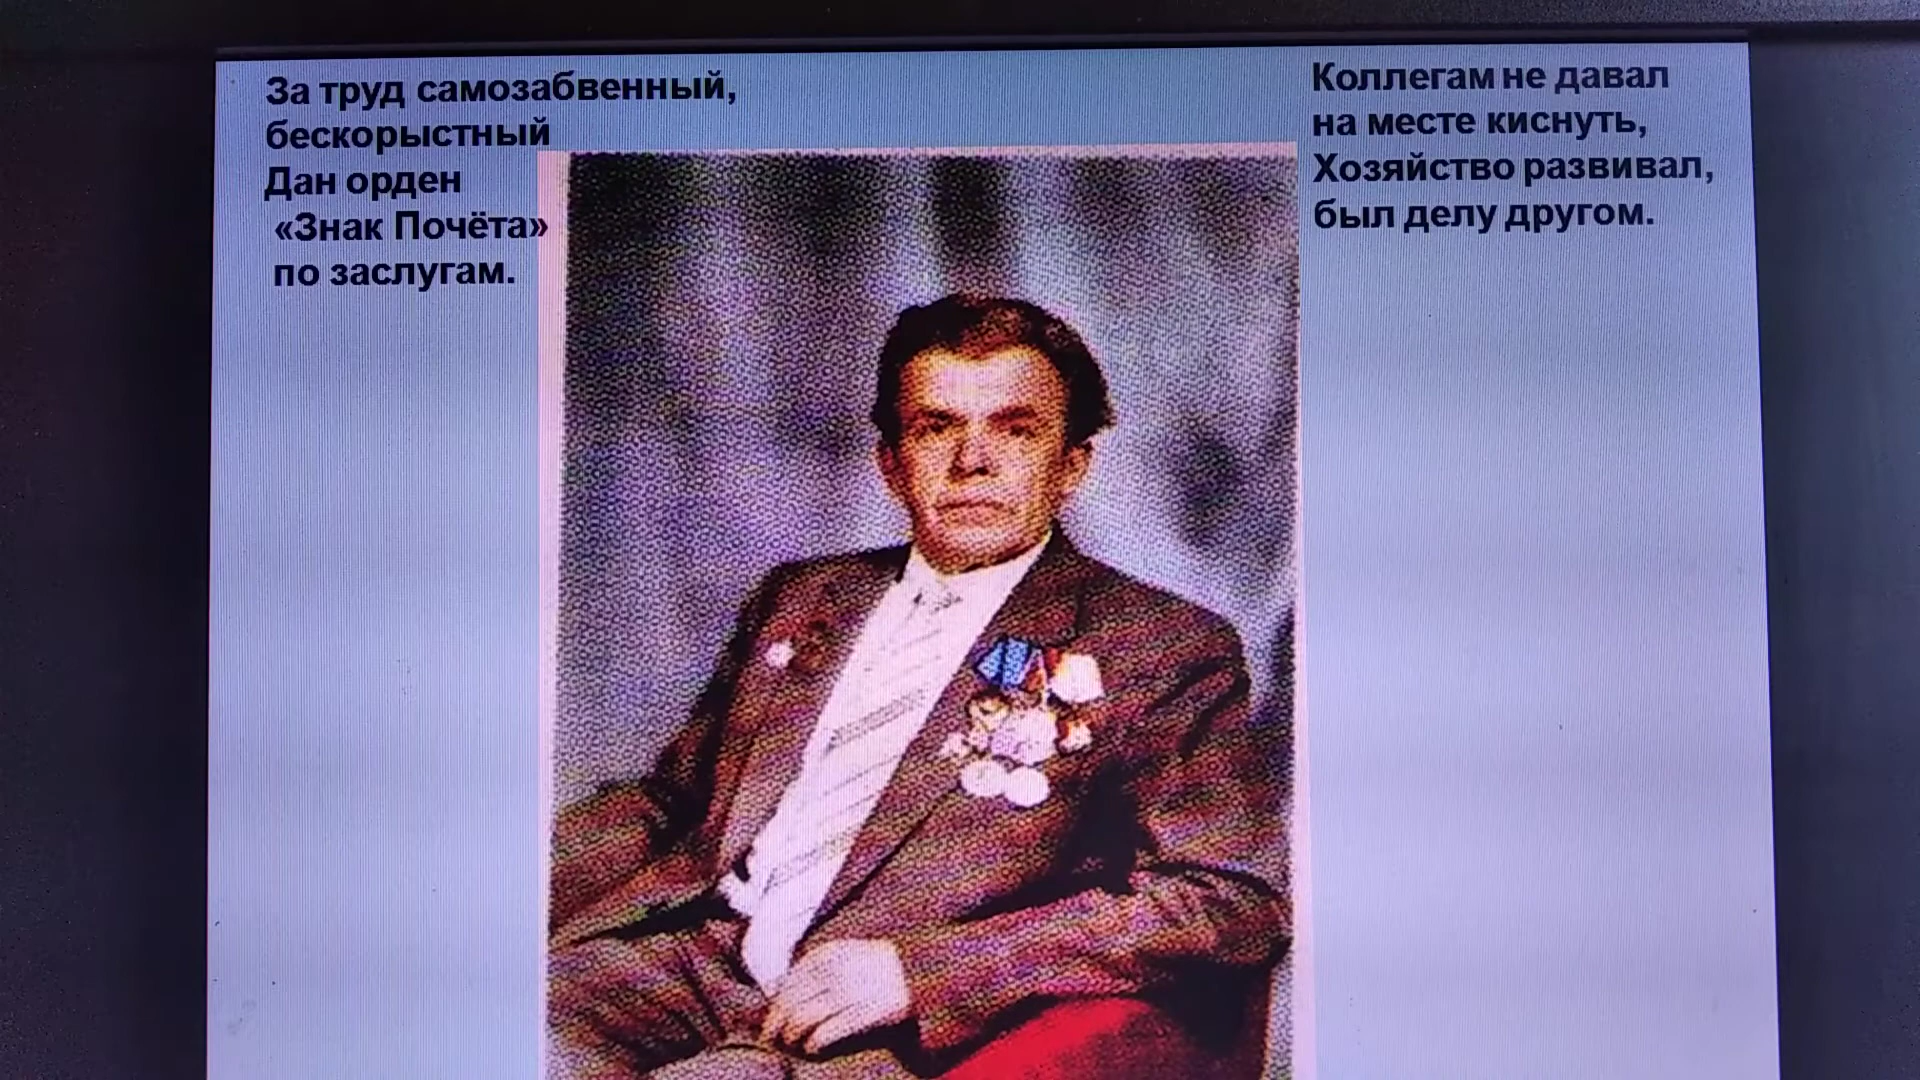 За труд самозабвенный,
бескорыстный
Дан орден
«Знак Почёта»
по заслугам.
Коллегам не давал
на месте киснуть,
Хозяйство развивал,
был делу другом.